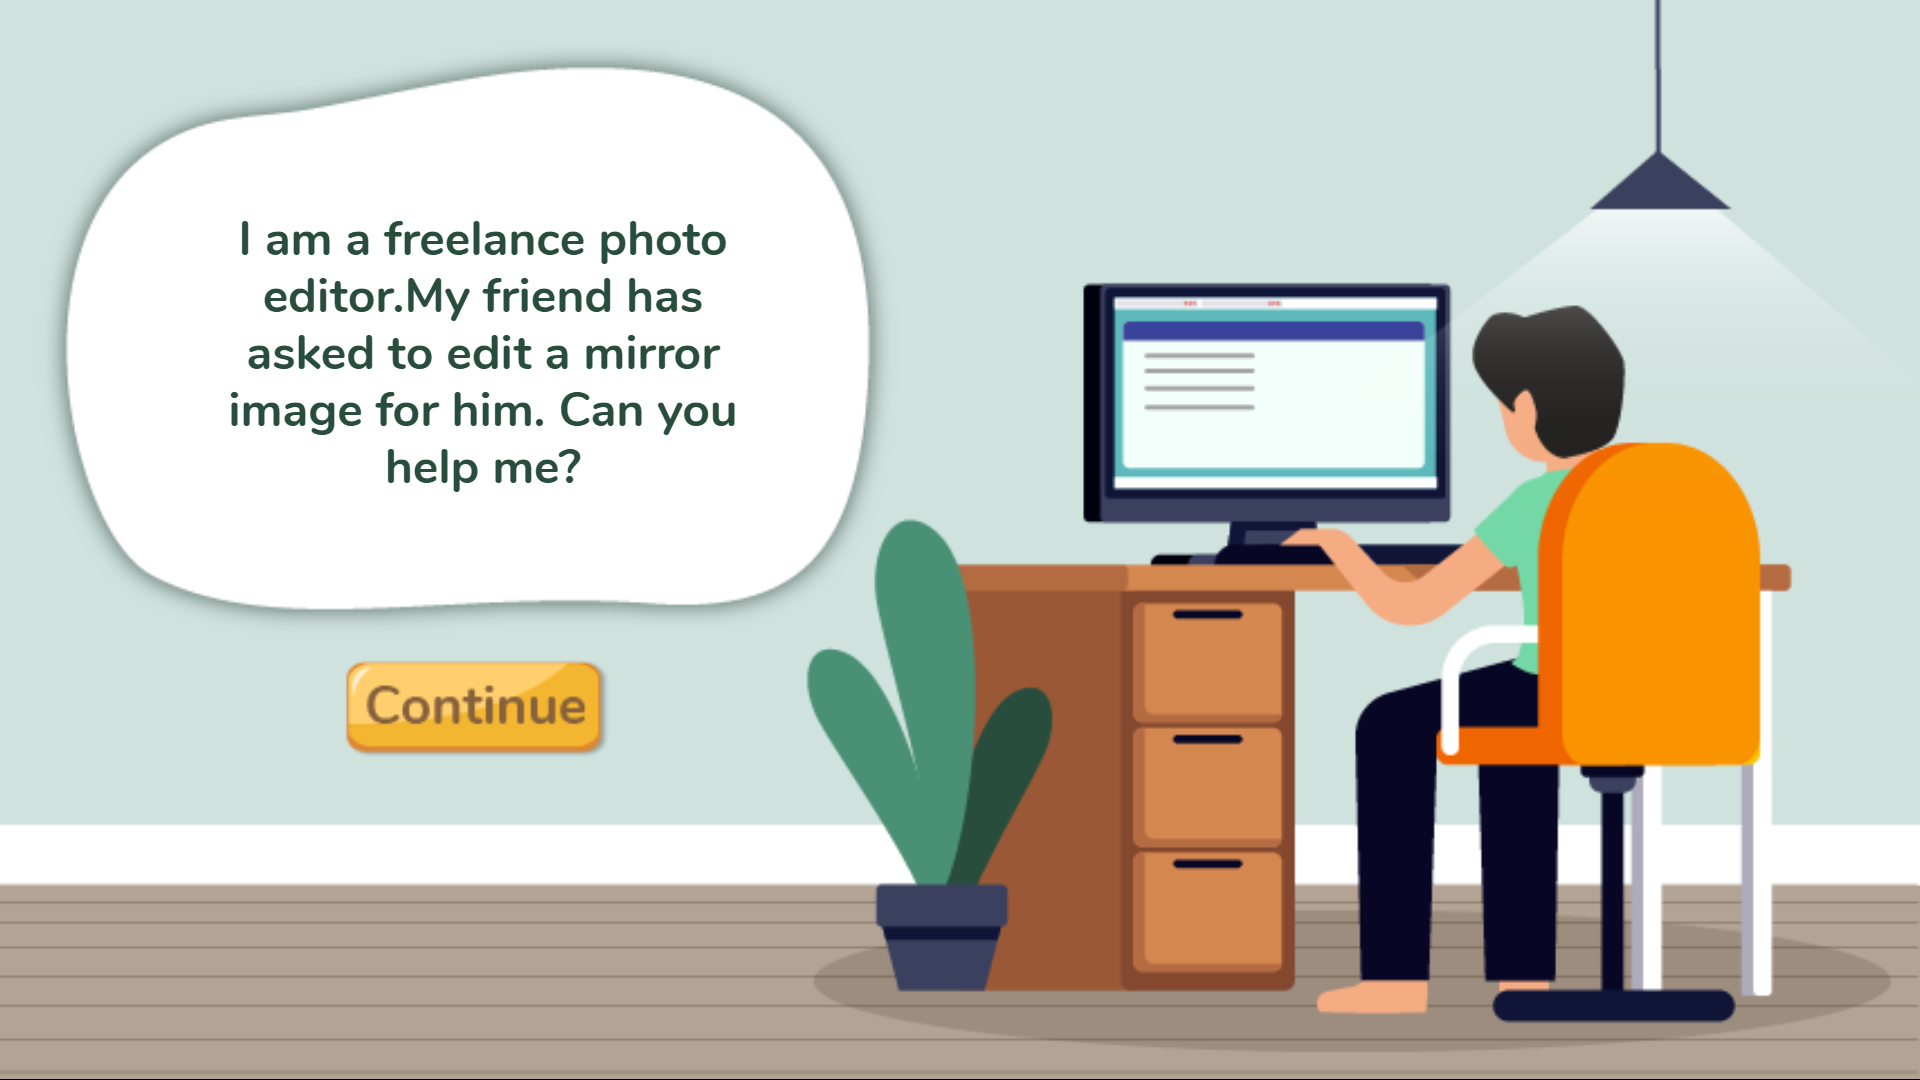 I am a freelance photo
editor.My friend has
asked to edit a mirror
image for him. Can you
help me?
Continue